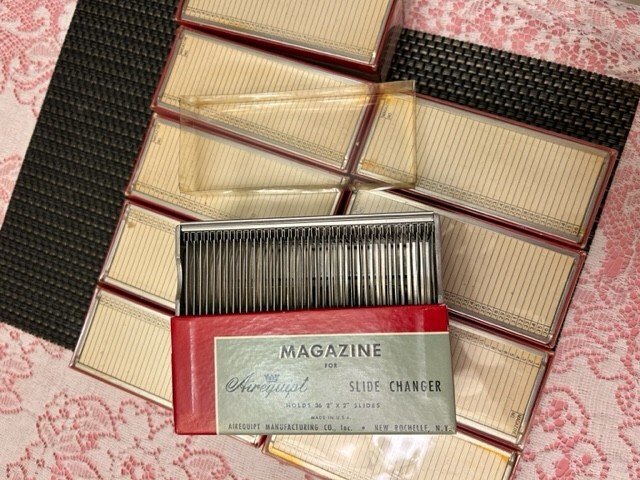 MAGAZINE
FOR
Airequipt SLIDE CHANGER
HOLDS 36 2" X 2" SLIDES
MADE IN U.S.A.
AIREQUIPT MANUFACTURING CO., Inc. • NEW ROCHELLE, N.Y.